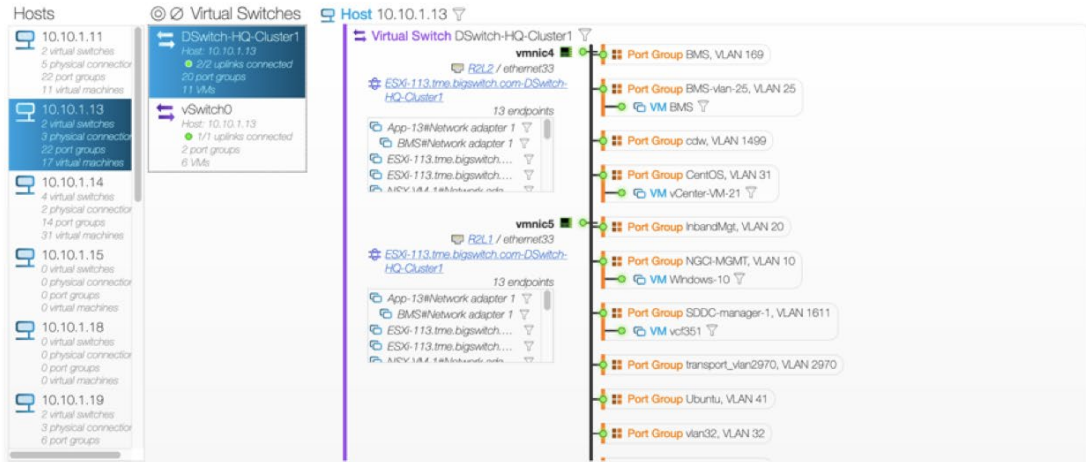 Hosts
10.10.1.11
2 virtual switches
5 physical connection
22 port groups
11 virtual machines
10.10.1.13
2 virtual switches
3 physical connection
22 port groups
17 virtual machines
10.10.1.14
4 virtual switches
2 physical connection
14 port groups
31 virtual machines
10.10.1.15
0 virtual switches
0 physical connection
0 port groups
0 virtual machines
10.10.1.18
0 virtual switches
0 physical connection
0 port groups
0 virtual machines
10.10.1.19
2 virtual switches
3 physical connection
6 port groups
Virtual Switches
DSwitch-HQ-Cluster1
Host: 10.10.1.13
2/2 uplinks connected
20 port groups
11 VMs
vSwitch0
Host: 10.10.1.13
1/1 uplinks connected
2 port groups
6 VMs
Host 10.10.1.13
Virtual Switch DSwitch-HQ-Cluster1
vmnic4
R2L2 / ethernet33
ESXi-113.tme.bigswitch.com-DSwitch-
HQ-Cluster1
13 endpoints
App-13#Network adapter 1
BMS#Network adapter 1
ESXi-113.tme.bigswitch....
ESXi-113.tme.bigswitch....
NSX-VM-1#Network ada...
vmnic5
R2L1 / ethernet33
ESXi-113.tme.bigswitch.com-DSwitch-
HQ-Cluster1
13 endpoints
App-13#Network adapter 1
BMS#Network adapter 1
ESXi-113.tme.bigswitch....
ESXi-113.tme.bigswitch....
NSX-VM-1#Network ada...
Port Group BMS, VLAN 169
Port Group BMS-vlan-25, VLAN 25
VM BMS
Port Group cdw, VLAN 1499
Port Group CentOS, VLAN 31
VM vCenter-VM-21
Port Group InbandMgt, VLAN 20
Port Group NGCI-MGMT, VLAN 10
VM Windows-10
Port Group SDDC-manager-1, VLAN 1611
VM vcf351
Port Group transport_vlan2970, VLAN 2970
Port Group Ubuntu, VLAN 41
Port Group vlan32, VLAN 32